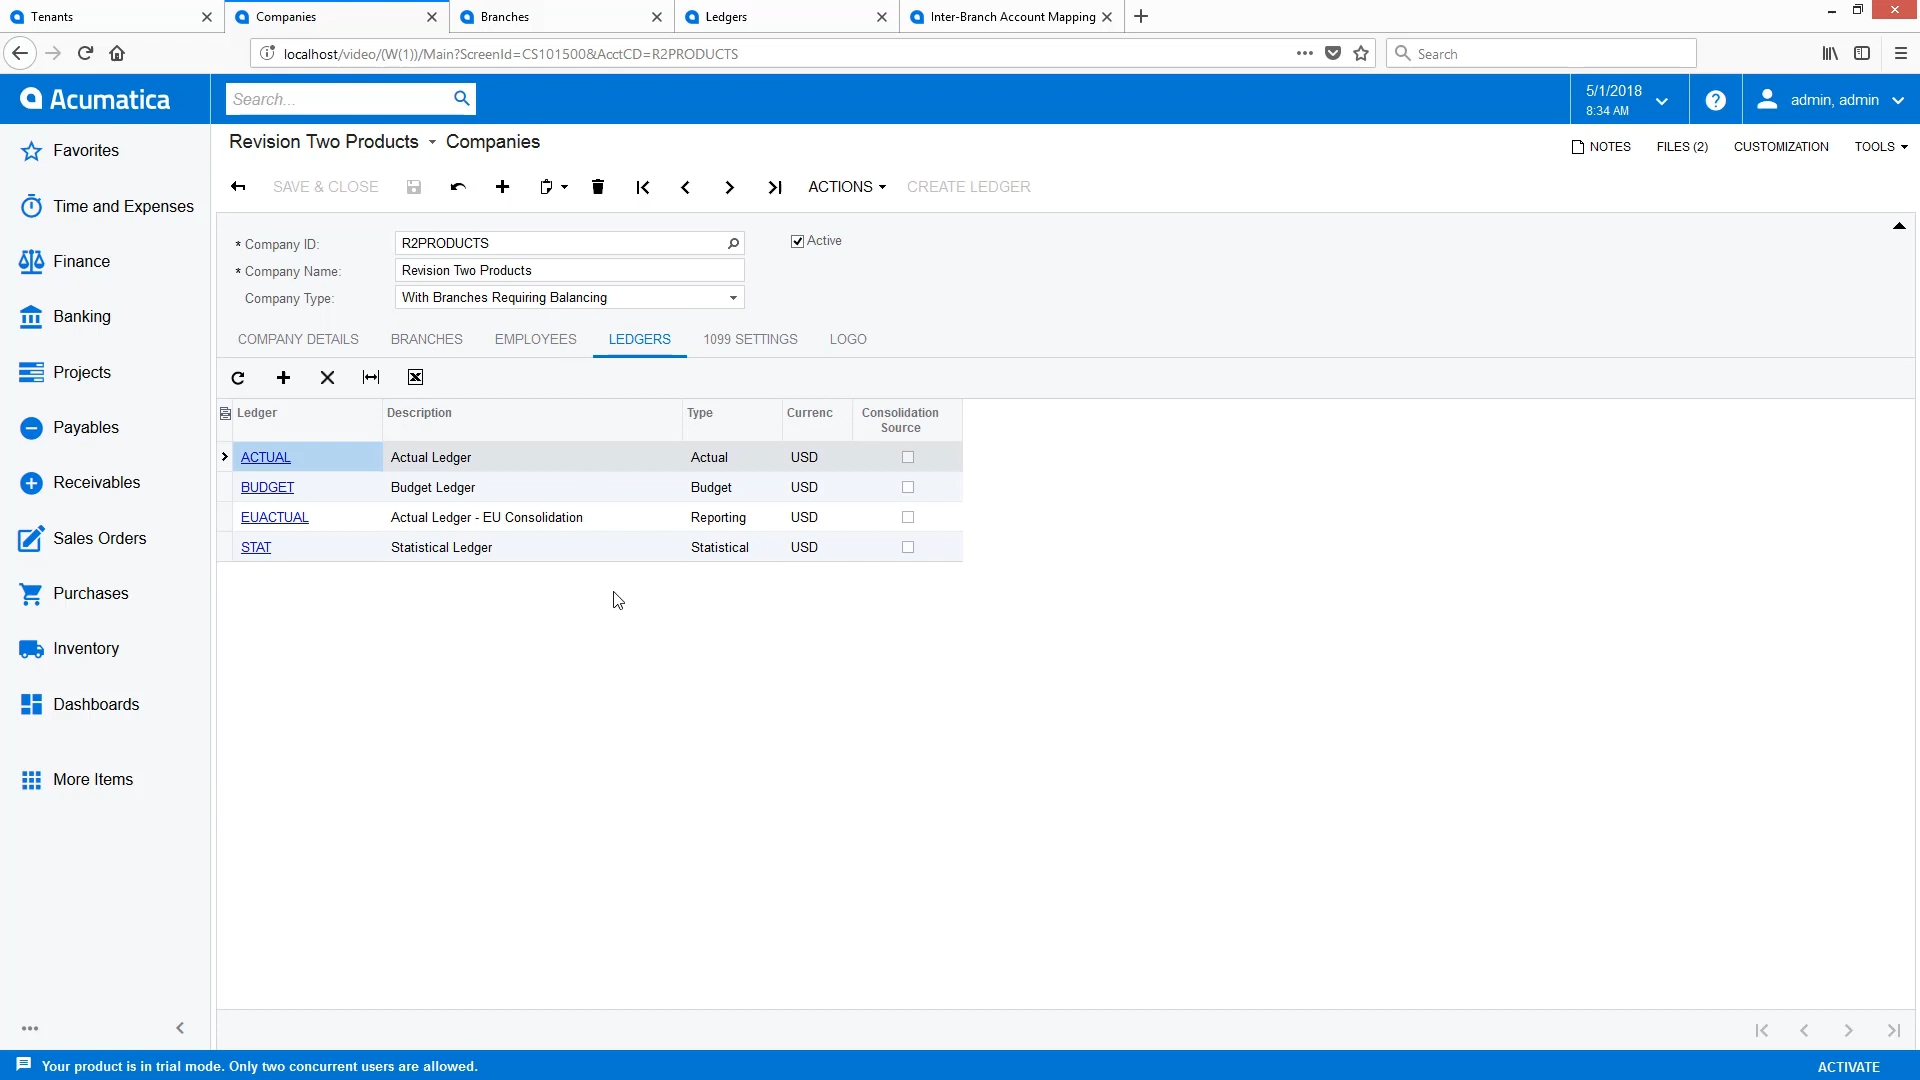 Tenants
Companies
Branches
Ledgers
Inter-Branch Account Mapping
localhost/video/(W(1))/Main?ScreenId=CS101500&AcctCD=R2PRODUCTS
Search
Acumatica
Search...
5/1/2018
8:34 AM
?
admin, admin
Favorites
Time and Expenses
Finance
Banking
Projects
Payables
Receivables
Sales Orders
Purchases
Inventory
Dashboards
More Items
Revision Two Products Companies
NOTES FILES (2) CUSTOMIZATION TOOLS
SAVE & CLOSE ACTIONS CREATE LEDGER
* Company ID: R2PRODUCTS
Active
* Company Name: Revision Two Products
Company Type: With Branches Requiring Balancing
COMPANY DETAILS BRANCHES EMPLOYEES LEDGERS 1099 SETTINGS LOGO
Ledger Description Type Currenc Consolidation
Source
ACTUAL Actual Ledger Actual USD
BUDGET Budget Ledger Budget USD
EUACTUAL Actual Ledger - EU Consolidation Reporting USD
STAT Statistical Ledger Statistical USD
Your product is in trial mode. Only two concurrent users are allowed.
ACTIVATE